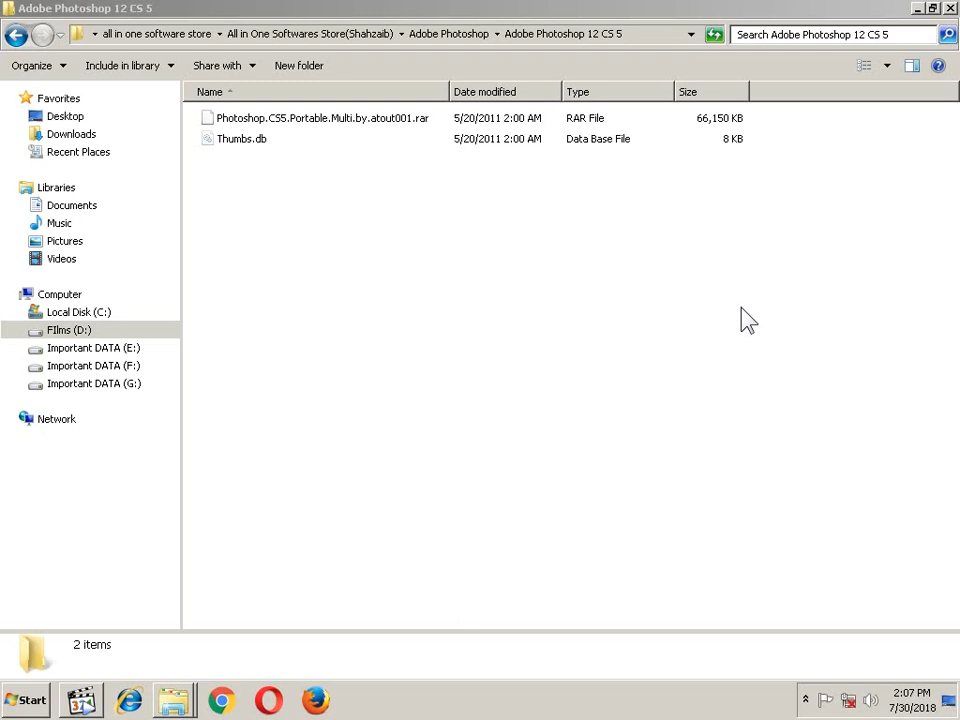 Adobe Photoshop 12 CS 5
all in one software store All in One Softwares Store(Shahzaib) Adobe Photoshop Adobe Photoshop 12 CS 5 Search Adobe Photoshop 12 CS 5
Organize Include in library Share with New folder
Name Date modified Type Size
Photoshop.CS5.Portable.Multi.by.atout001.rar 5/20/2011 2:00 AM RAR File 66,150 KB
Thumbs.db 5/20/2011 2:00 AM Data Base File 8 KB
Favorites
Desktop
Downloads
Recent Places
Libraries
Documents
Music
Pictures
Videos
Computer
Local Disk (C:)
FIlms (D:)
Important DATA (E:)
Important DATA (F:)
Important DATA (G:)
Network
2 items
Start 2:07 PM
7/30/2018